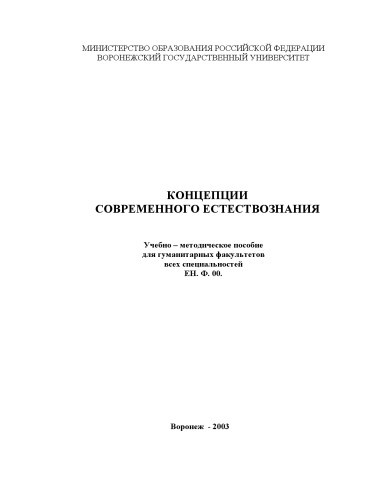 МИНИСТЕРСТВО ОБРАЗОВАНИЯ РОССИЙСКОЙ ФЕДЕРАЦИИ
ВОРОНЕЖСКИЙ ГОСУДАРСТВЕННЫЙ УНИВЕРСИТЕТ
КОНЦЕПЦИИ
СОВРЕМЕННОГО ЕСТЕСТВОЗНАНИЯ
Учебно – методическое пособие
для гуманитарных факультетов
всех специальностей
ЕН. Ф. 00.
Воронеж - 2003